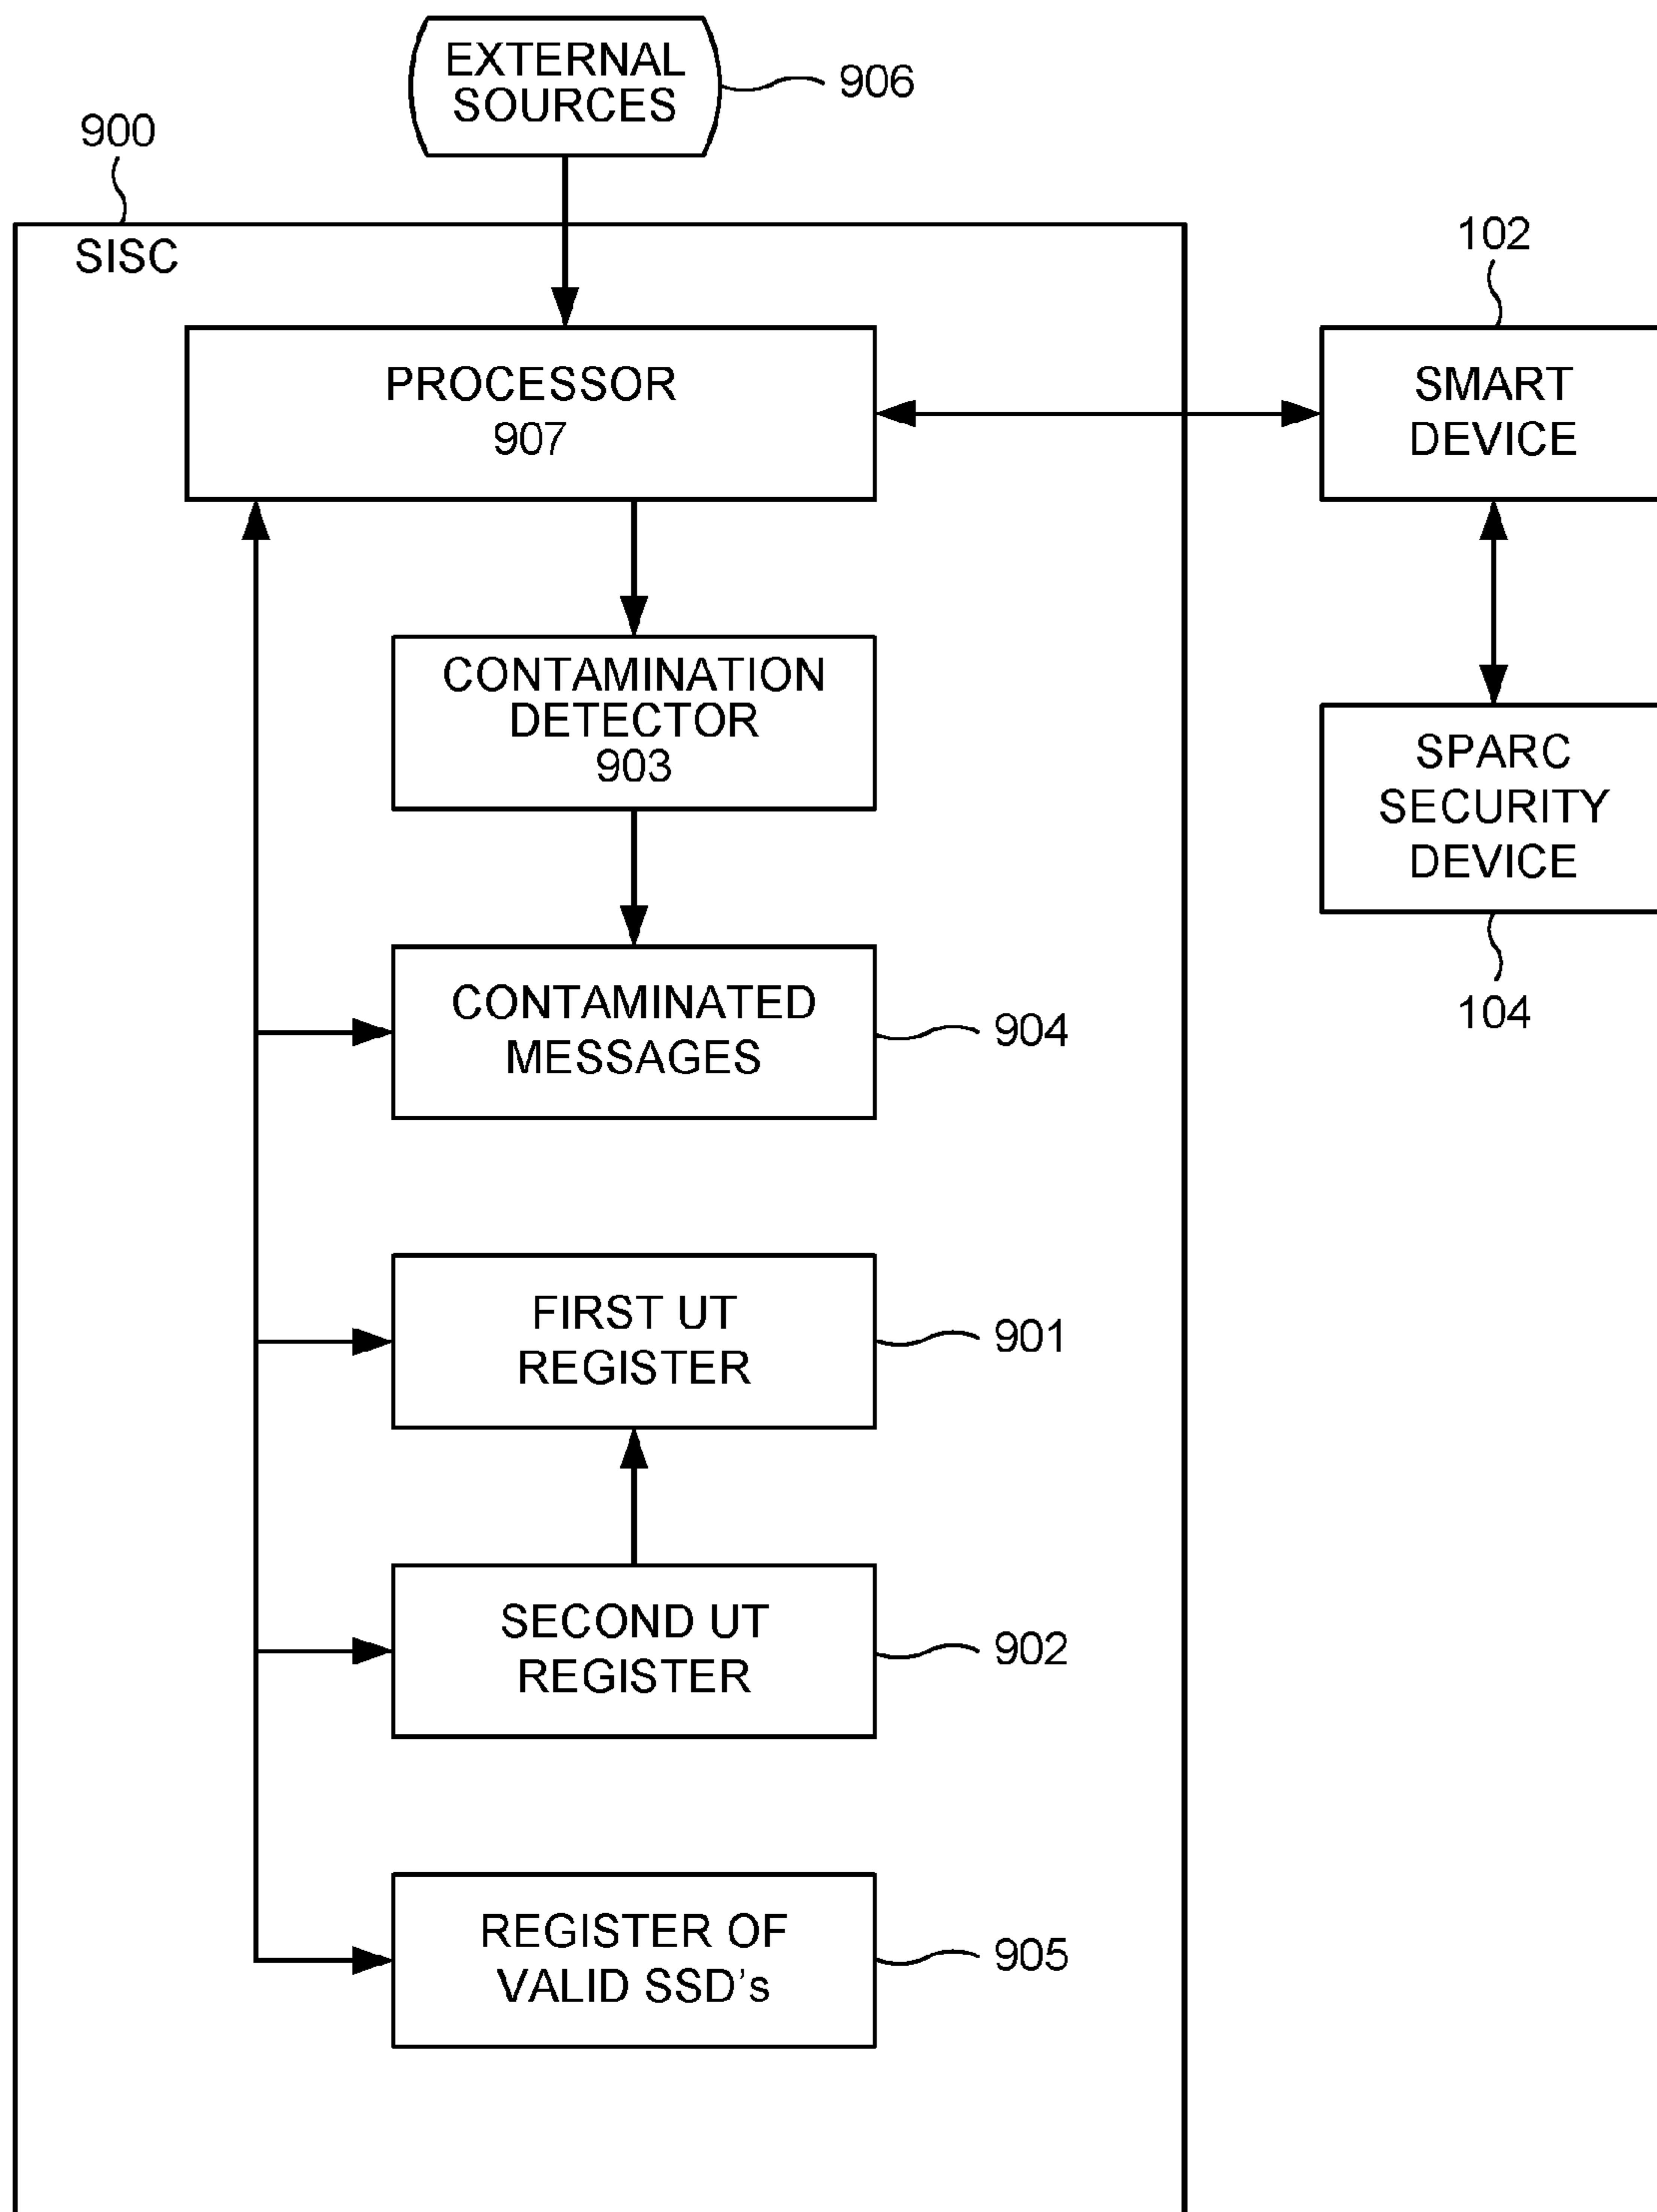 EXTERNAL
SOURCES
906
900
SISC
102
PROCESSOR
907
SMART
DEVICE
CONTAMINATION
DETECTOR
903
SPARC
SECURITY
DEVICE
104
CONTAMINATED
MESSAGES
904
FIRST UT
REGISTER
901
SECOND UT
REGISTER
902
REGISTER OF
VALID SSD's
905